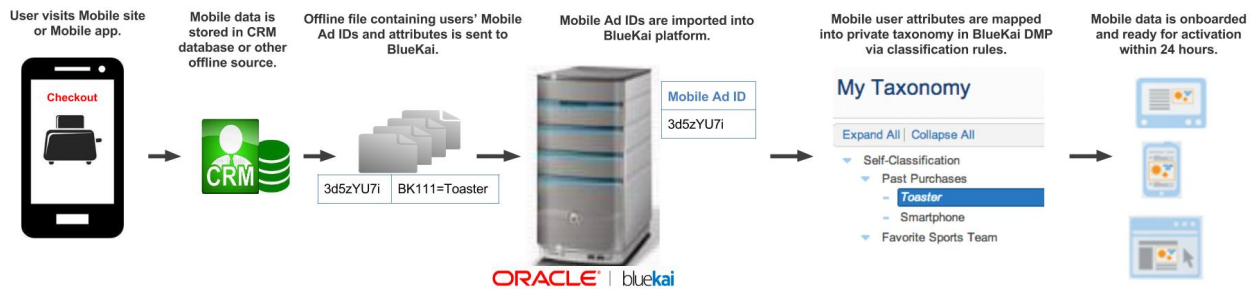 User visits Mobile site
or Mobile app.
Mobile data is
stored in CRM
database or other
offline source.
Offline file containing users' Mobile
Ad IDs and attributes is sent to
BlueKai.
Mobile Ad IDs are imported into
BlueKai platform.
Mobile user attributes are mapped
into private taxonomy in BlueKai DMP
via classification rules.
Mobile data is onboarded
and ready for activation
within 24 hours.
Checkout
CRM
3d5zYU7i BK111=Toaster
Mobile Ad ID
3d5zYU7i
My Taxonomy
Expand All | Collapse All
Self-Classification
Past Purchases
Toaster
Smartphone
Favorite Sports Team
ORACLE | bluekai